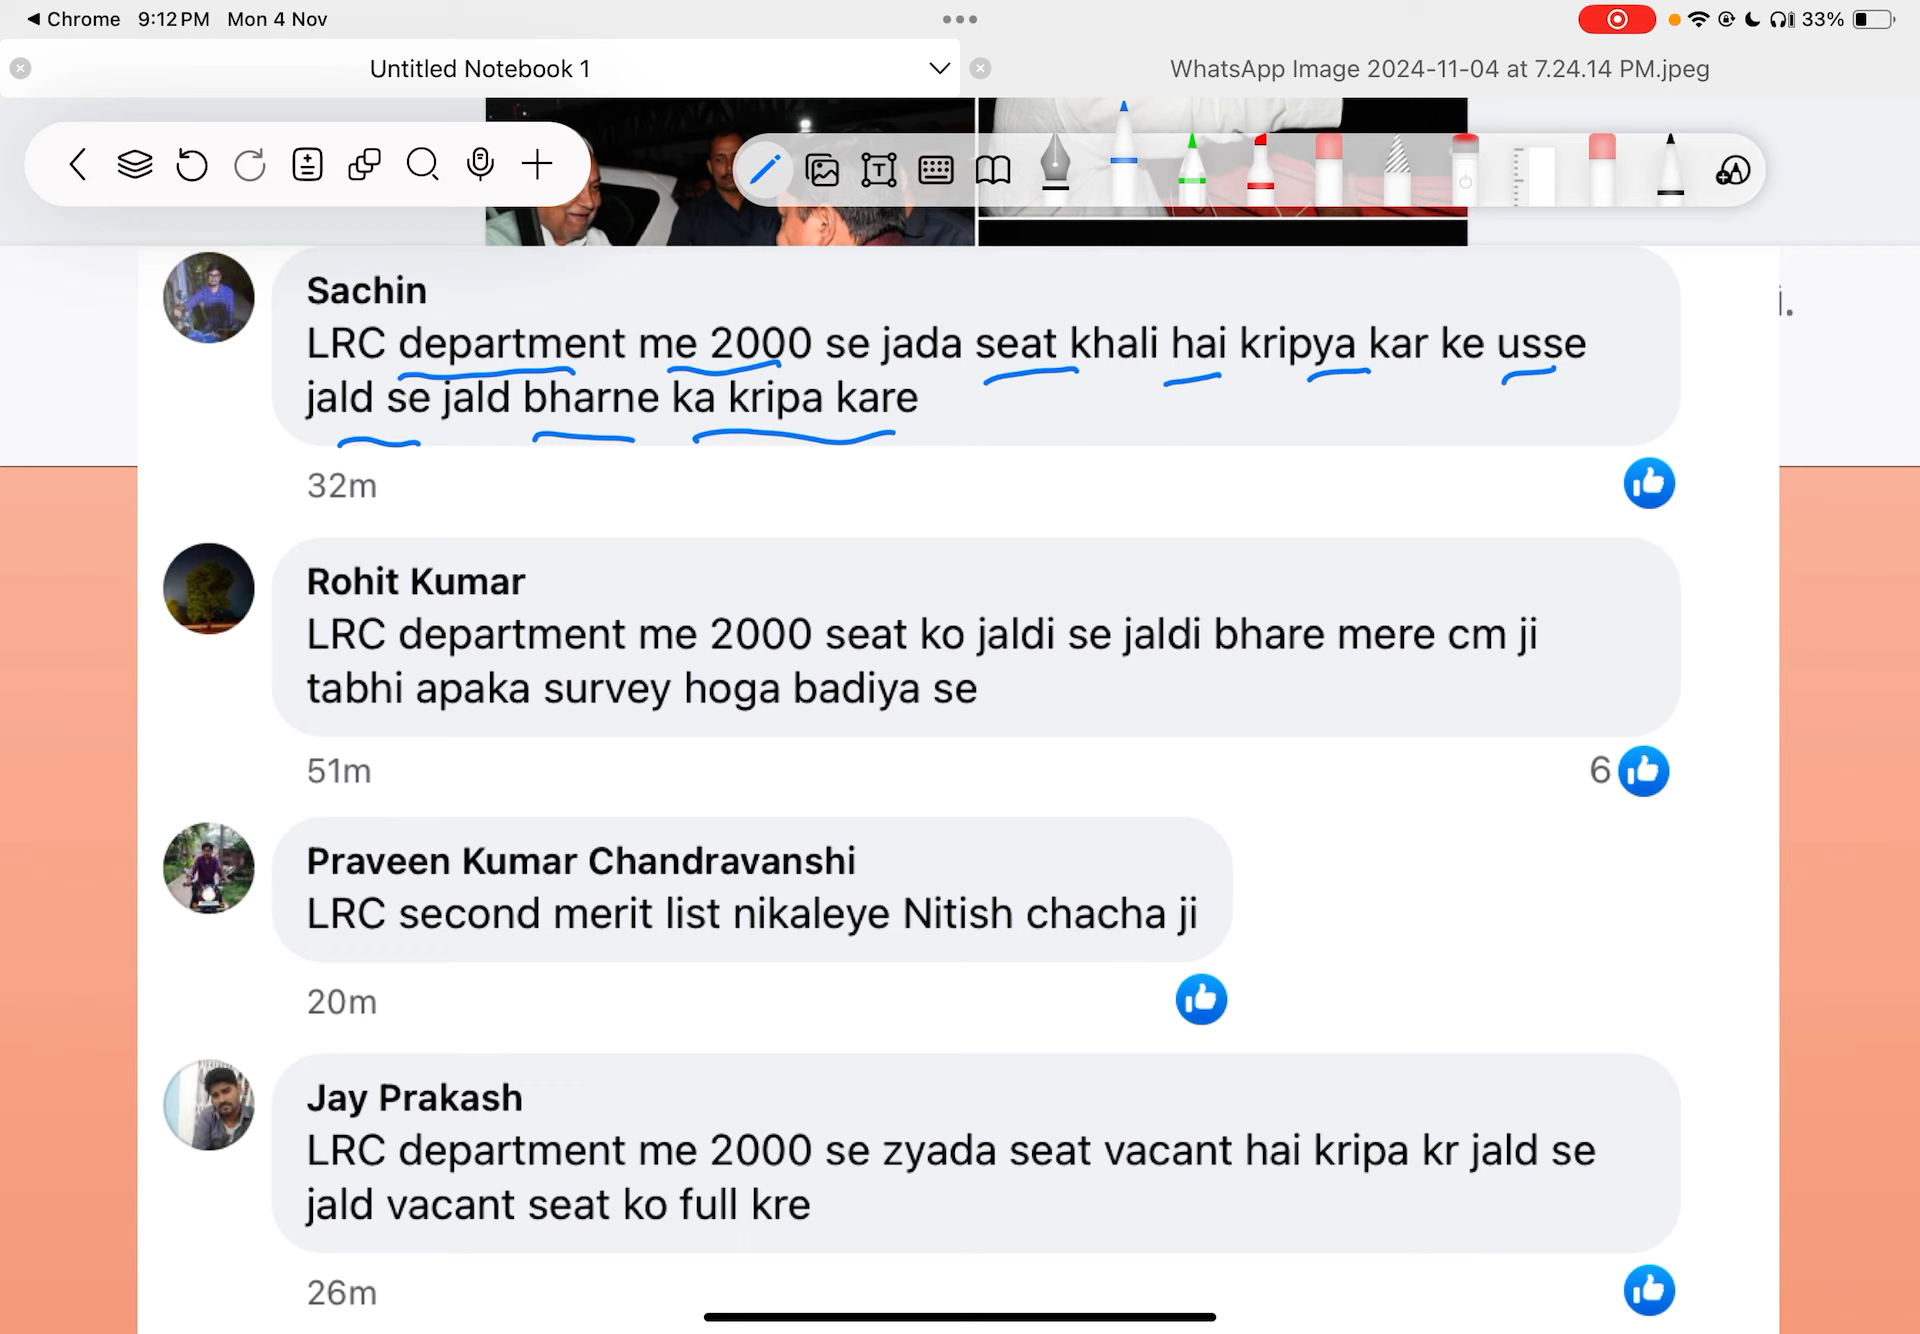 Chrome 9:12 PM Mon 4 Nov
33%
Untitled Notebook 1
WhatsApp Image 2024-11-04 at 7.24.14 PM.jpeg
Sachin
LRC department me 2000 se jada seat khali hai kripya kar ke usse
jald se jald bharne ka kripa kare
32m
Rohit Kumar
LRC department me 2000 seat ko jaldi se jaldi bhare mere cm ji
tabhi apaka survey hoga badiya se
51m
6
Praveen Kumar Chandravanshi
LRC second merit list nikaleye Nitish chacha ji
20m
Jay Prakash
LRC department me 2000 se zyada seat vacant hai kripa kr jald se
jald vacant seat ko full kre
26m